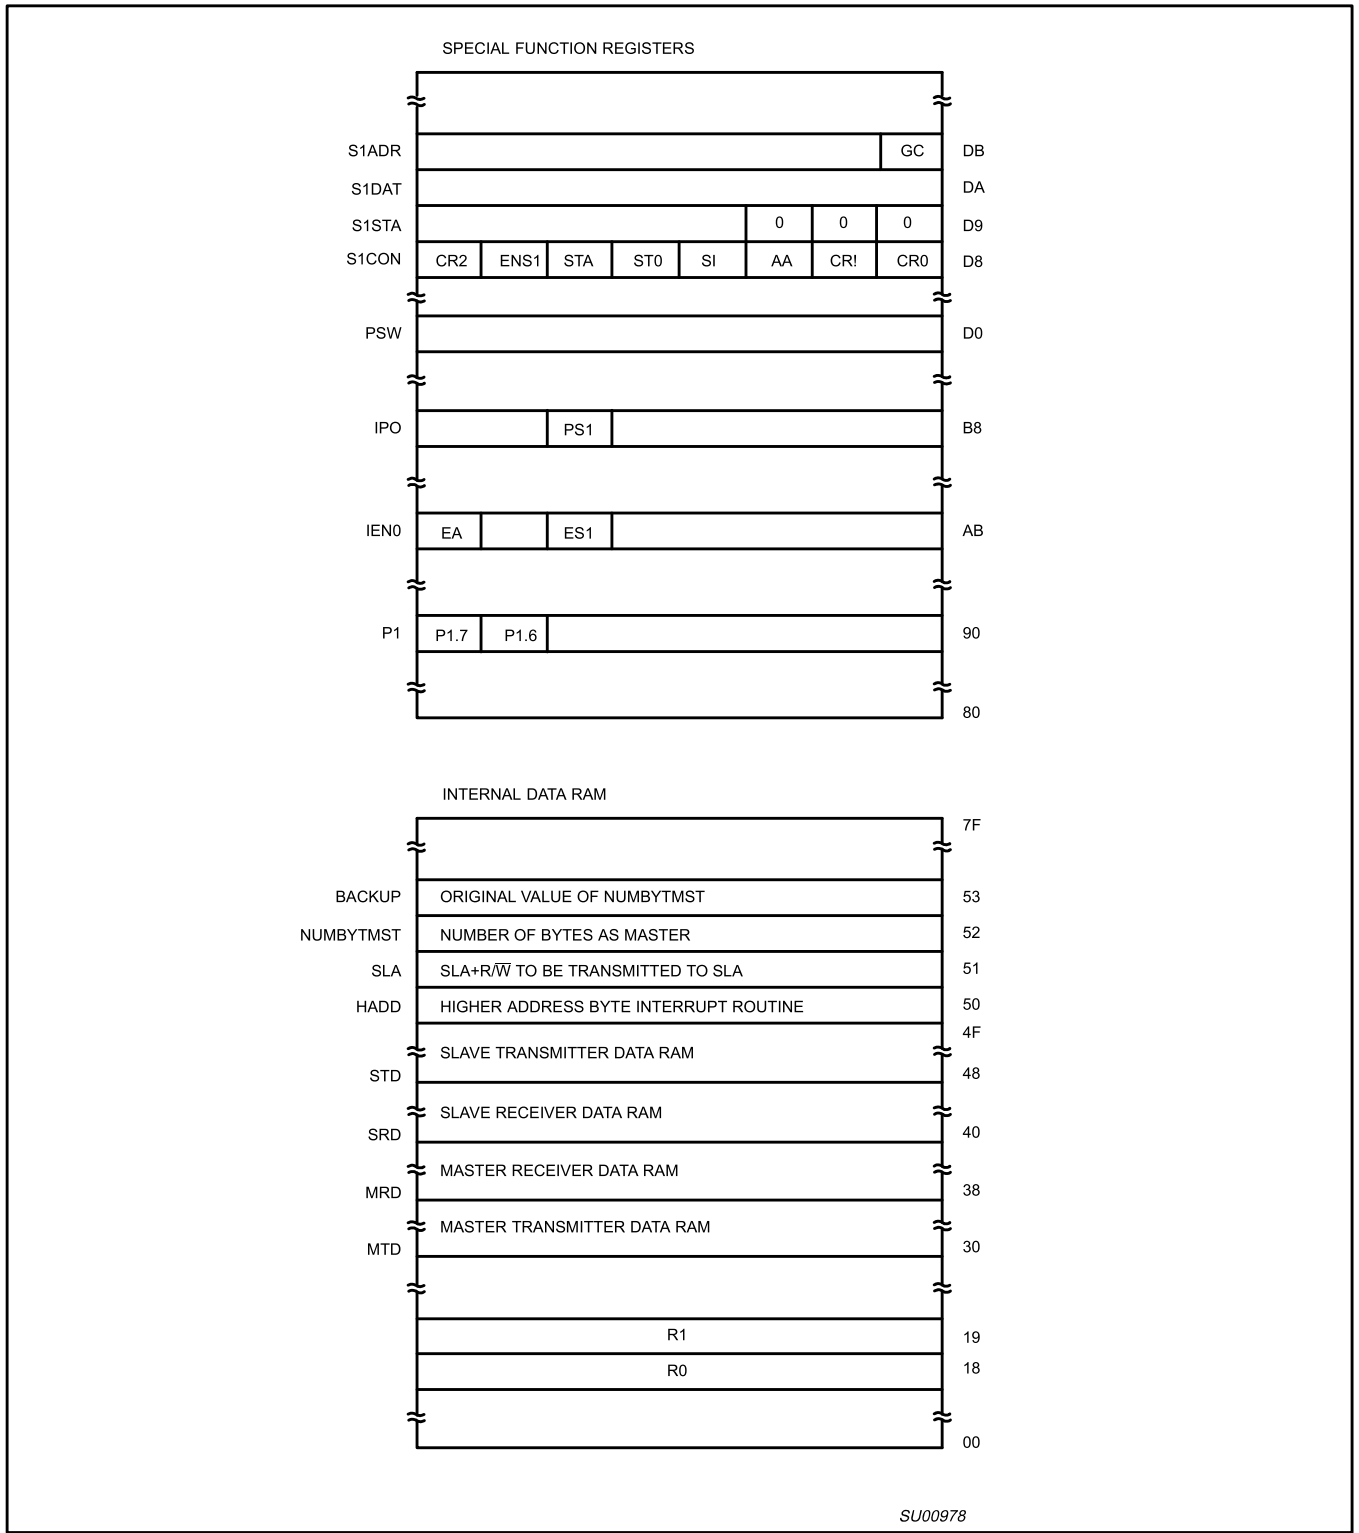 SPECIAL FUNCTION REGISTERS
S1ADR GC DB
S1DAT DA
S1STA 0 0 0 D9
S1CON CR2 ENS1 STA ST0 SI AA CR! CR0 D8
PSW D0
IPO PS1 B8
IEN0 EA ES1 AB
P1 P1.7 P1.6 90
80
INTERNAL DATA RAM
7F
BACKUP ORIGINAL VALUE OF NUMBYTMST 53
NUMBYTMST NUMBER OF BYTES AS MASTER 52
SLA SLA+R/W̅ TO BE TRANSMITTED TO SLA 51
HADD HIGHER ADDRESS BYTE INTERRUPT ROUTINE 50
4F
SLAVE TRANSMITTER DATA RAM
STD 48
SLAVE RECEIVER DATA RAM
SRD 40
MASTER RECEIVER DATA RAM
MRD 38
MASTER TRANSMITTER DATA RAM
MTD 30
R1 19
R0 18
00
SU00978